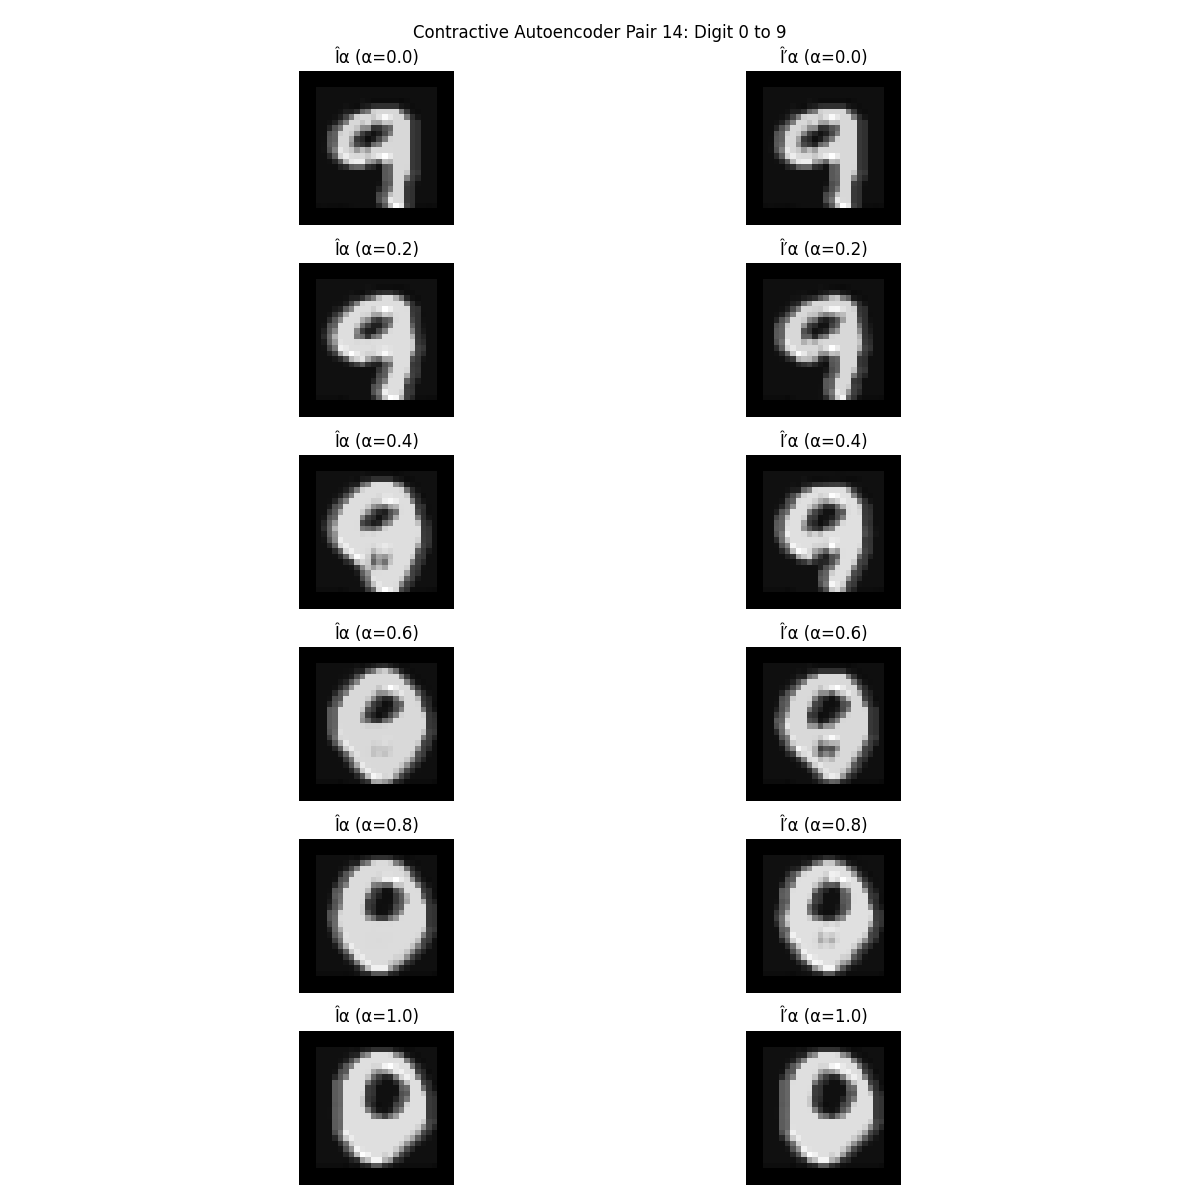 Contractive Autoencoder Pair 14: Digit 0 to 9
Îα (α=0.0) Î′α (α=0.0)
Îα (α=0.2) Î′α (α=0.2)
Îα (α=0.4) Î′α (α=0.4)
Îα (α=0.6) Î′α (α=0.6)
Îα (α=0.8) Î′α (α=0.8)
Îα (α=1.0) Î′α (α=1.0)